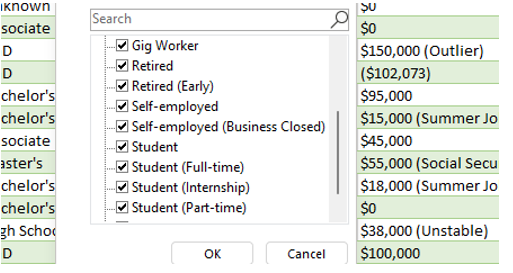 known $0
Search
sociate $0
Gig Worker
D $150,000 (Outlier)
Retired
D ($102,073)
Retired (Early)
chelor's $95,000
Self-employed
chelor's $15,000 (Summer Jo
Self-employed (Business Closed)
sociate $45,000
Student
aster's $55,000 (Social Secu
Student (Full-time)
chelor's $18,000 (Summer Jo
Student (Internship)
chelor's $0
Student (Part-time)
gh Schoo $38,000 (Unstable)
D $100,000
OK Cancel